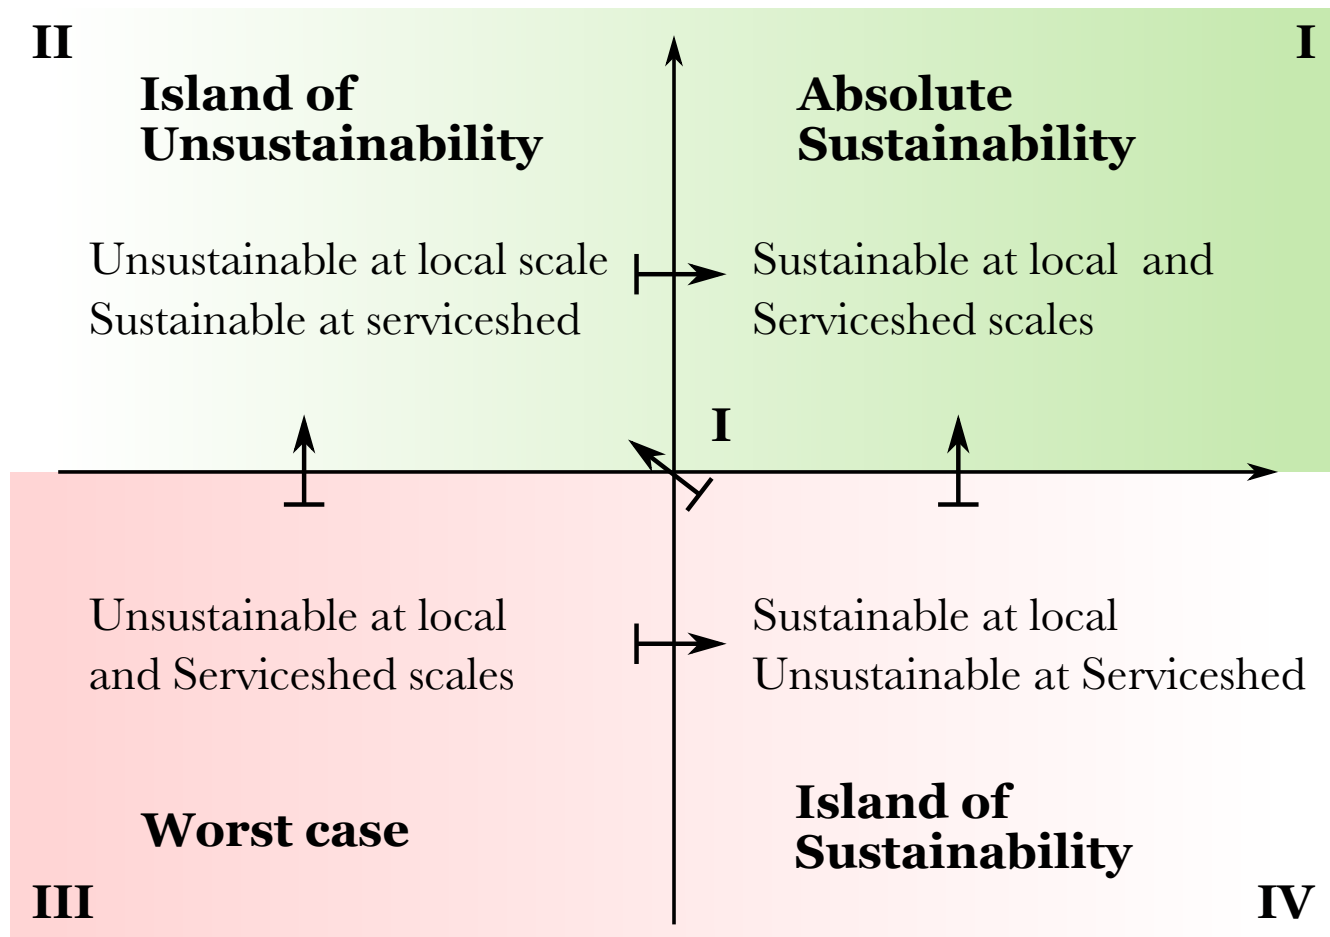 II
I
Island of
Unsustainability
Absolute
Sustainability
Unsustainable at local scale
Sustainable at serviceshed
Sustainable at local and
Serviceshed scales
I
Unsustainable at local
and Serviceshed scales
Sustainable at local
Unsustainable at Serviceshed
Worst case
Island of
Sustainability
III
IV